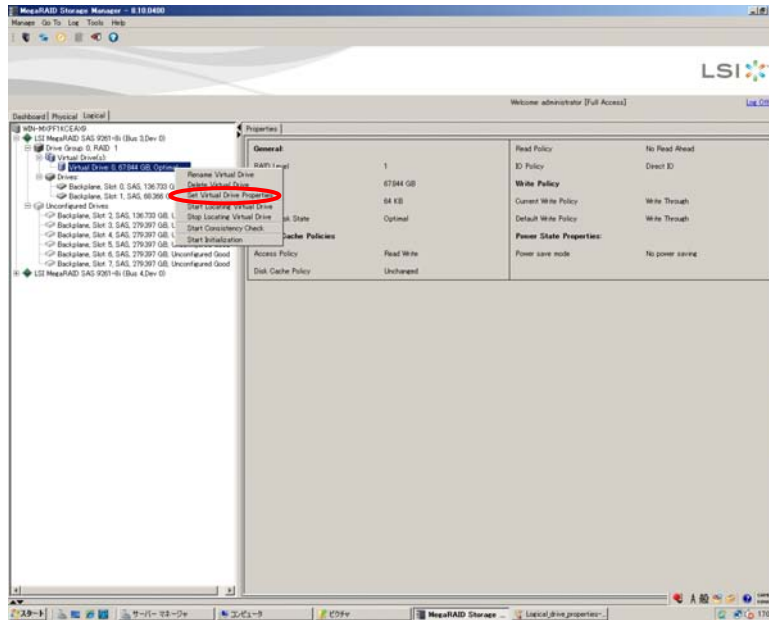 MegaRAID Storage Manager - 8.10.0400
Manage Go To Log Tools Help
LSI
Welcome administrator [Full Access]
Log Off
Dashboard Physical Logical
LSI MegaRAID SAS 9261-8i (Bus 3,Dev 0)
Drive Group 0, RAID 1
Virtual Drive(s)
Virtual Drive: 0, 67.844 GB, Optimal
Drives
Backplane, Slot: 0, SAS, 136.733 G
Backplane, Slot: 1, SAS, 68.366
Unconfigured Drives
Backplane, Slot: 2, SAS, 136.733 GB,
Backplane, Slot: 3, SAS, 279.397 GB,
Backplane, Slot: 4, SAS, 279.397 GB,
Backplane, Slot: 5, SAS, 279.397 GB, Unconfigured Good
Backplane, Slot: 6, SAS, 279.397 GB, Unconfigured Good
Backplane, Slot: 7, SAS, 279.397 GB, Unconfigured Good
LSI MegaRAID SAS 9261-8i (Bus 4,Dev 0)
Rename Virtual Drive
Delete Virtual Drive
Set Virtual Drive Properties
Start Locating Virtual Drive
Stop Locating Virtual Drive
Start Consistency Check
Start Initialization
Properties
General:
RAID Level 1
67.844 GB
64 KB
State Optimal
Cache Policies
Access Policy Read Write
Disk Cache Policy Unchanged
Read Policy No Read Ahead
IO Policy Direct IO
Write Policy
Current Write Policy Write Through
Default Write Policy Write Through
Power State Properties:
Power save mode No power saving
スタート
サーバー マネージャ
コンピュータ
ピクチャ
MegaRAID Storage ...
Logical_drive_properties-...
A 般